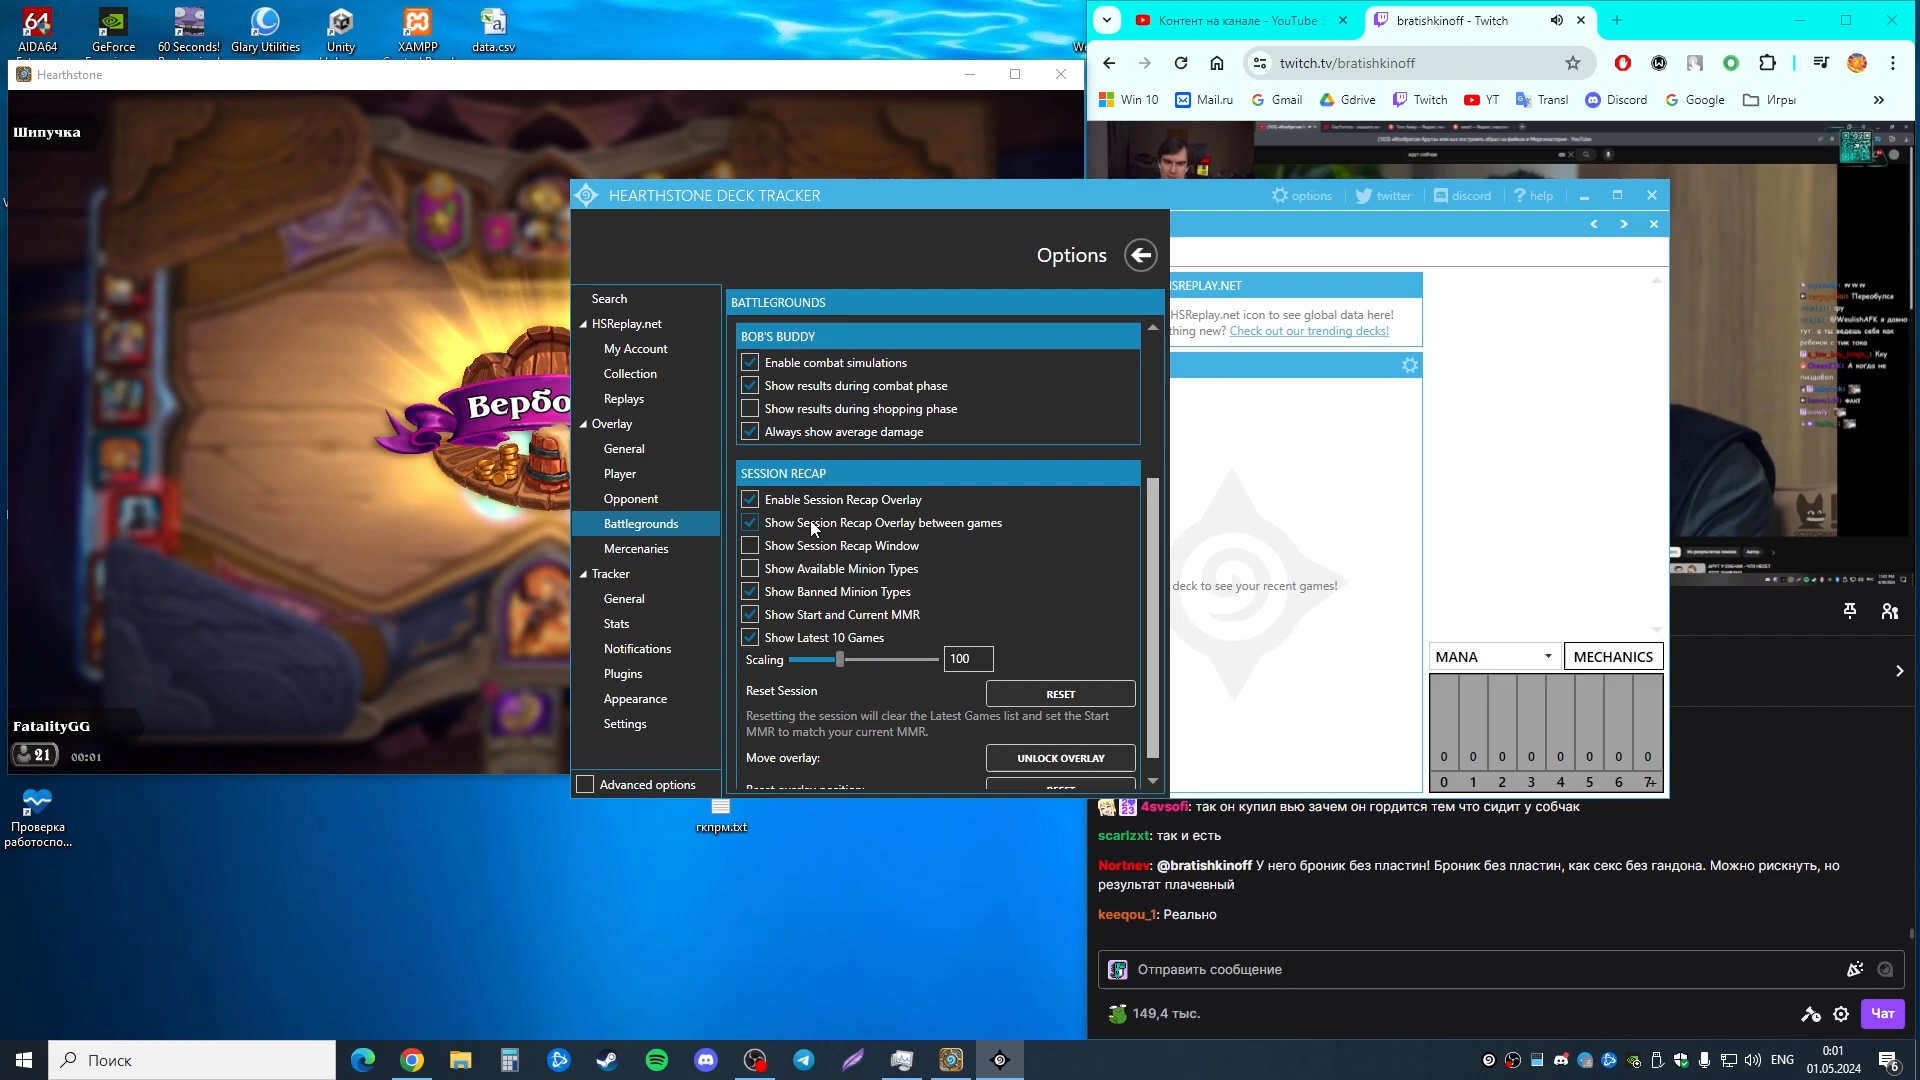 AIDA64
GeForce
60 Seconds!
Glary Utilities
Unity
XAMPP
data.csv
Hearthstone
Шипучка
FatalityGG
21
00:01
Проверка
работоспо...
гкпрм.txt
HEARTHSTONE DECK TRACKER
options
twitter
discord
help
Options
Search
HSReplay.net
My Account
Collection
Replays
Overlay
General
Player
Opponent
Battlegrounds
Mercenaries
Tracker
General
Stats
Notifications
Plugins
Appearance
Settings
Advanced options
BATTLEGROUNDS
BOB'S BUDDY
Enable combat simulations
Show results during combat phase
Show results during shopping phase
Always show average damage
SESSION RECAP
Enable Session Recap Overlay
Show Session Recap Overlay between games
Show Session Recap Window
Show Available Minion Types
Show Banned Minion Types
Show Start and Current MMR
Show Latest 10 Games
Scaling 100
Reset Session
RESET
Resetting the session will clear the Latest Games list and set the Start
MMR to match your current MMR.
Move overlay:
UNLOCK OVERLAY
HSReplay.net icon to see global data here!
Check out our trending decks!
deck to see your recent games!
MANA
MECHANICS
0 0 0 0 0 0 0 0
0 1 2 3 4 5 6 7+
Контент на канале - YouTube
bratishkinoff - Twitch
twitch.tv/bratishkinoff
Win 10
Mail.ru
Gmail
Gdrive
Twitch
YT
Transl
Discord
Google
Игры
4svsofi: так он купил вью зачем он гордится тем что сидит у собчак
scarlzxt: так и есть
Nortnev: @bratishkinoff У него броник без пластин! Броник без пластин, как секс без гандона. Можно рискнуть, но
результат плачевный
keeqou_1: Реально
Отправить сообщение
149,4 тыс.
Чат
Поиск
ENG
0:01
01.05.2024
6